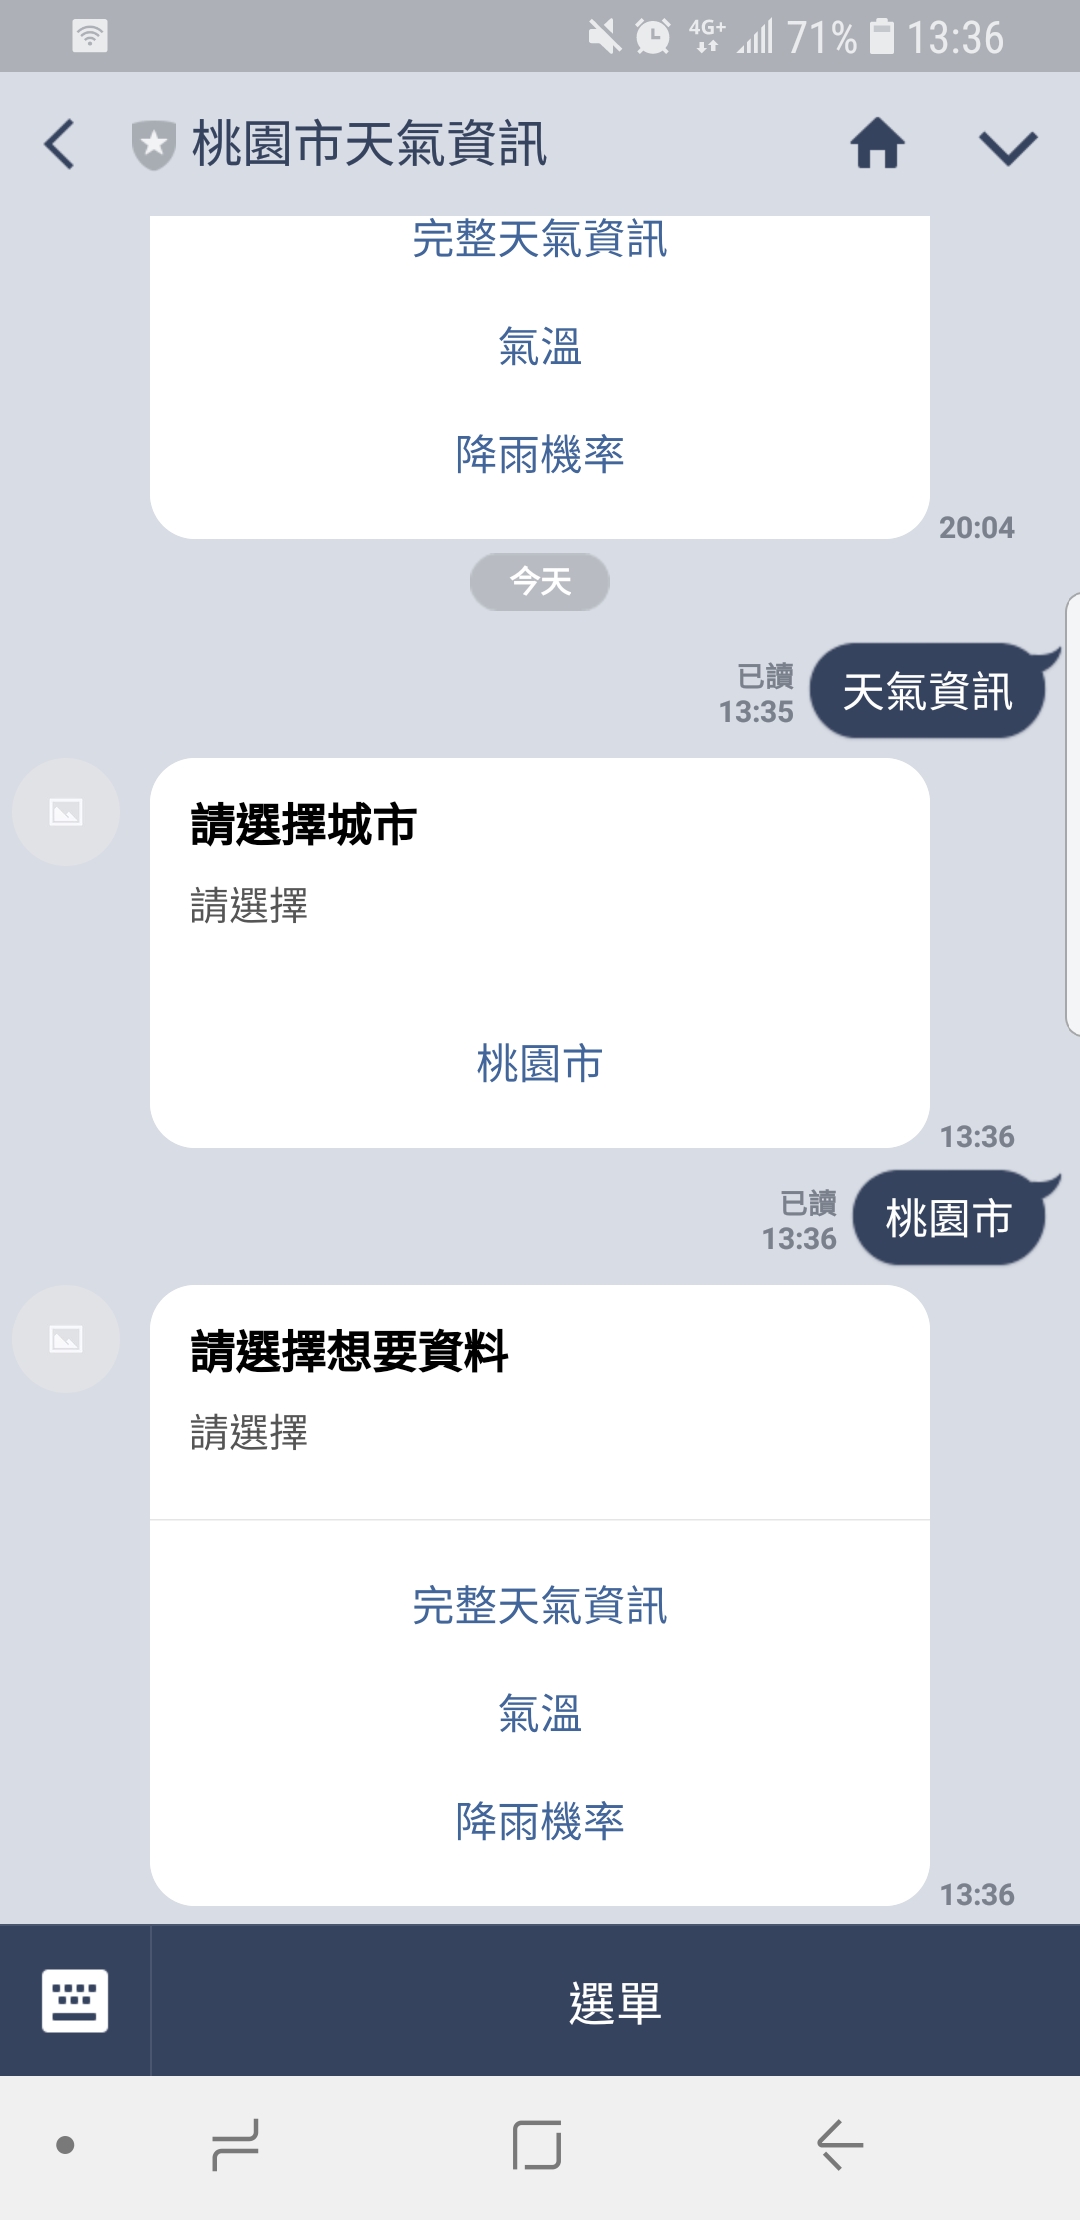 4G+ 71% 13:36
桃園市天氣資訊
完整天氣資訊
氣溫
降雨機率
20:04
今天
已讀
13:35
天氣資訊
請選擇城市
請選擇
桃園市
13:36
已讀
13:36
桃園市
請選擇想要資料
請選擇
完整天氣資訊
氣溫
降雨機率
13:36
選單